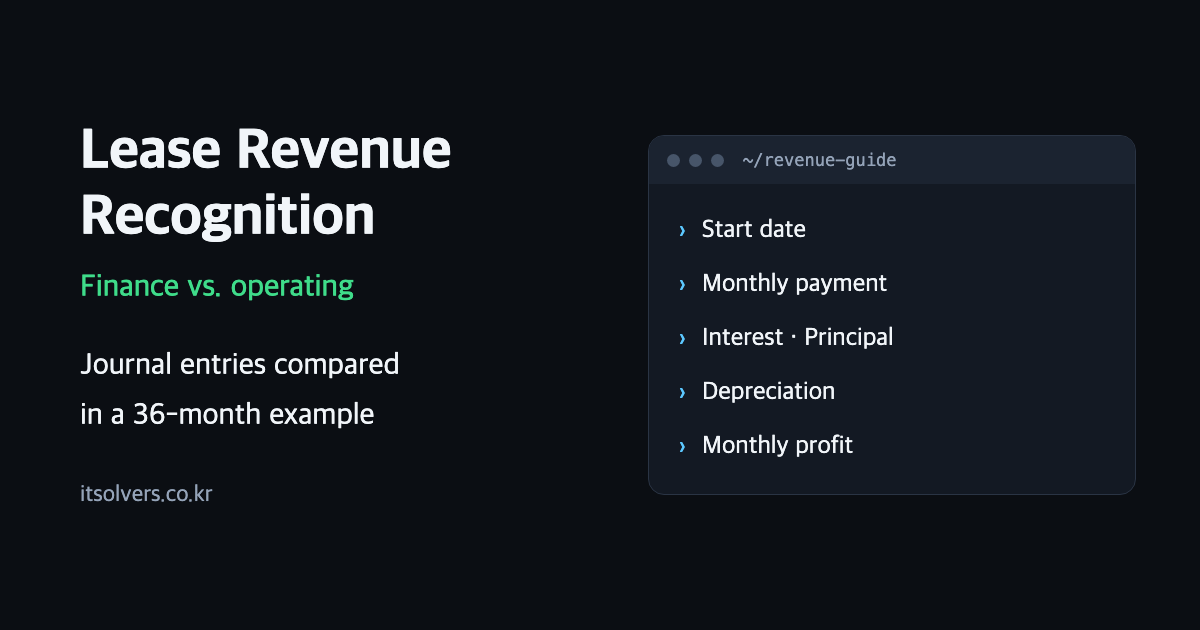 Lease Revenue
Recognition
Finance vs. operating
Journal entries compared
in a 36-month example
itsolvers.co.kr
~/revenue-guide
› Start date
› Monthly payment
› Interest · Principal
› Depreciation
› Monthly profit